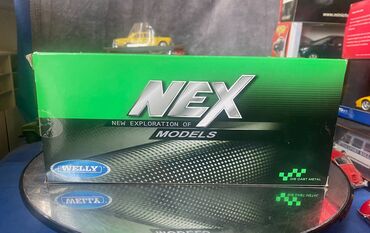 NEX
NEW EXPLORATION OF
MODELS
WELLY
DIE CAST METAL